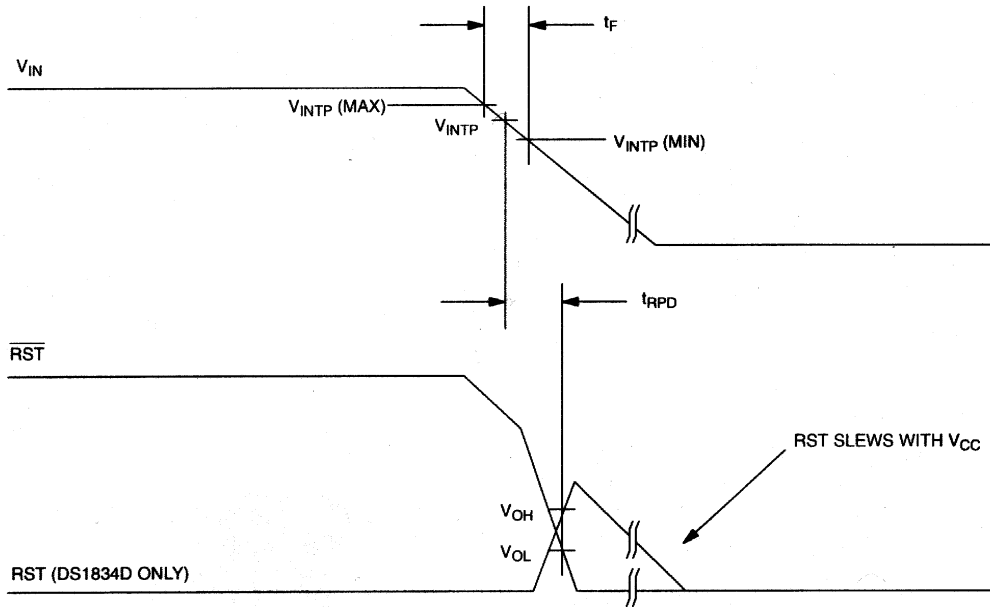 tF
VIN
VINTP (MAX)
VINTP
VINTP (MIN)
tRPD
RST
RST SLEWS WITH VCC
VOH
VOL
RST (DS1834D ONLY)